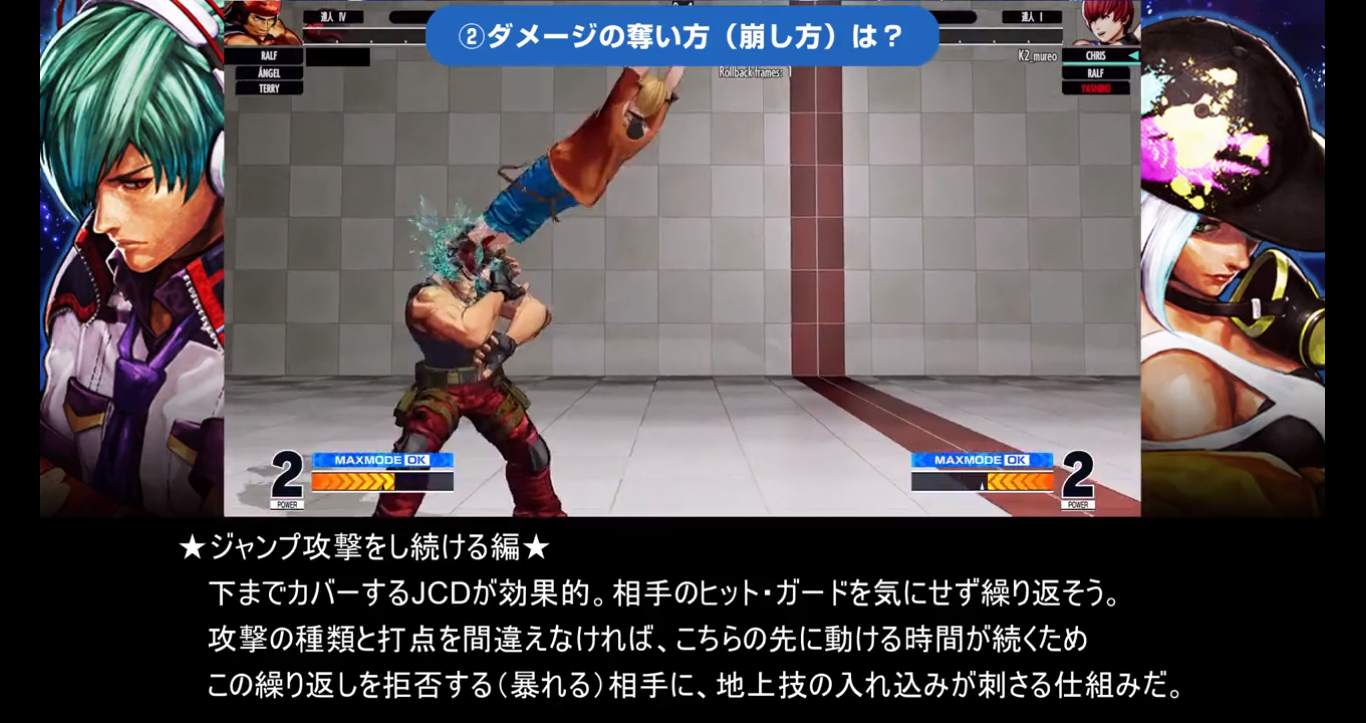 ②ダメージの奪い方（崩し方）は？
達人 Ⅳ
達人 Ⅰ
RALF
ÁNGEL
TERRY
Rollback frames: 1
K2_mureo
CHRIS
RALF
YASHIRO
MAXMODE OK
2
POWER
MAXMODE OK
2
POWER
★ジャンプ攻撃をし続ける編★
下までカバーするJCDが効果的。相手のヒット・ガードを気にせず繰り返そう。
攻撃の種類と打点を間違えなければ、こちらの先に動ける時間が続くため
この繰り返しを拒否する（暴れる）相手に、地上技の入れ込みが刺さる仕組みだ。